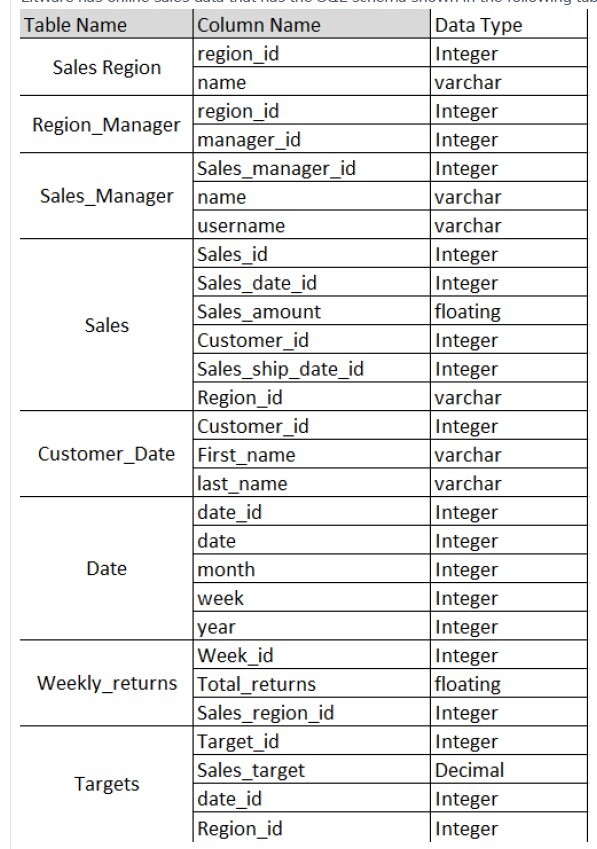 Table Name Column Name Data Type
Sales Region region_id Integer
name varchar
Region_Manager region_id Integer
manager_id Integer
Sales_Manager Sales_manager_id Integer
name varchar
username varchar
Sales Sales_id Integer
Sales_date_id Integer
Sales_amount floating
Customer_id Integer
Sales_ship_date_id Integer
Region_id varchar
Customer_Date Customer_id Integer
First_name varchar
last_name varchar
Date date_id Integer
date Integer
month Integer
week Integer
year Integer
Weekly_returns Week_id Integer
Total_returns floating
Sales_region_id Integer
Targets Target_id Integer
Sales_target Decimal
date_id Integer
Region_id Integer